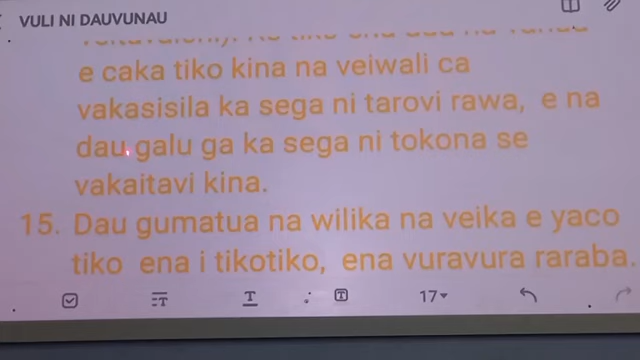 VULI NI DAUVUNAU
e caka tiko kina na veiwali ca
vakasisila ka sega ni tarovi rawa, e na
dau galu ga ka sega ni tokona se
vakaitavi kina.
15. Dau gumatua na wilika na veika e yaco
tiko ena i tikotiko, ena vuravura raraba.
17